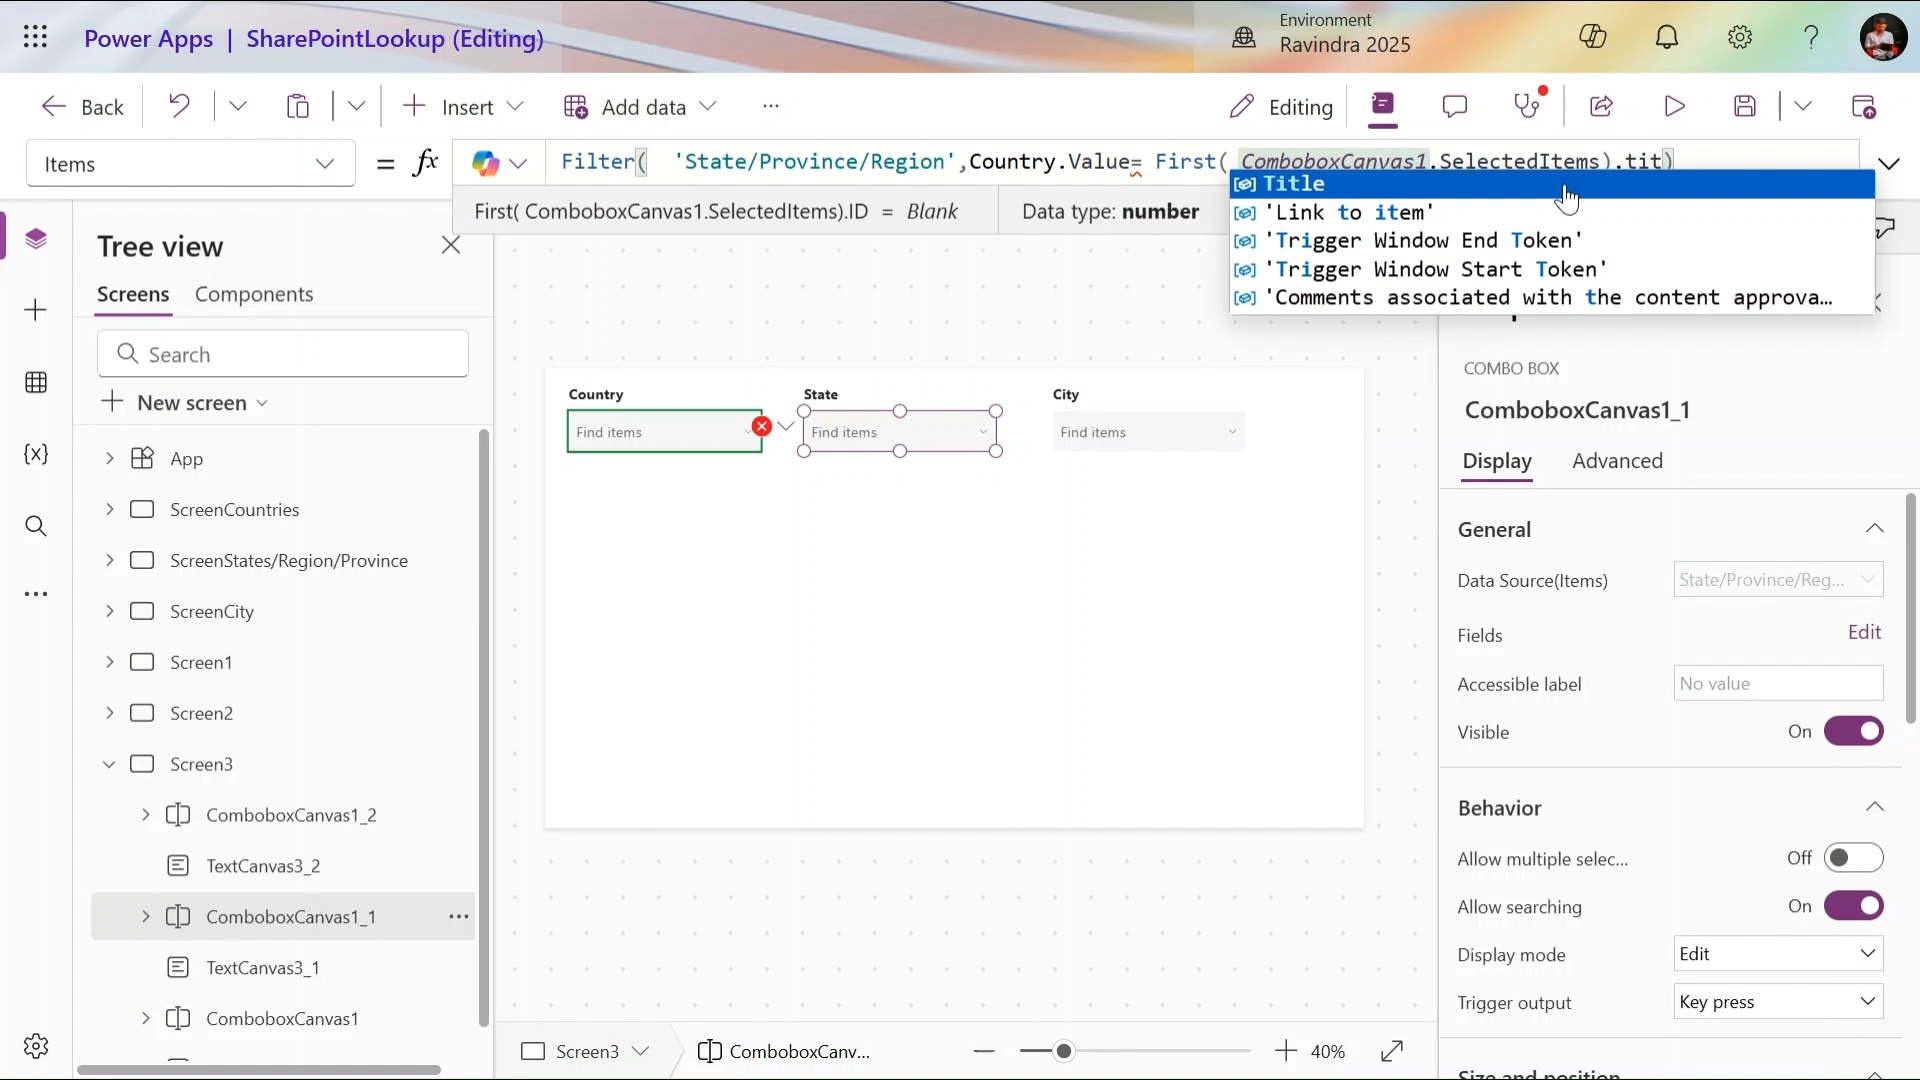 Power Apps | SharePointLookup (Editing)
Environment
Ravindra 2025
Back
Insert
Add data
Editing
Items
= fx
Filter(  'State/Province/Region',Country.Value= First( ComboboxCanvas1.SelectedItems).tit)
First( ComboboxCanvas1.SelectedItems).ID = Blank
Data type: number
Title
'Link to item'
'Trigger Window End Token'
'Trigger Window Start Token'
'Comments associated with the content approva...
Tree view
Screens
Components
Search
New screen
App
ScreenCountries
ScreenStates/Region/Province
ScreenCity
Screen1
Screen2
Screen3
ComboboxCanvas1_2
TextCanvas3_2
ComboboxCanvas1_1
TextCanvas3_1
ComboboxCanvas1
Country
State
City
Find items
Find items
Find items
COMBO BOX
ComboboxCanvas1_1
Display
Advanced
General
Data Source(Items)
State/Province/Reg...
Fields
Edit
Accessible label
No value
Visible
On
Behavior
Allow multiple selec...
Off
Allow searching
On
Display mode
Edit
Trigger output
Key press
Size and position
Screen3
ComboboxCanv...
40%